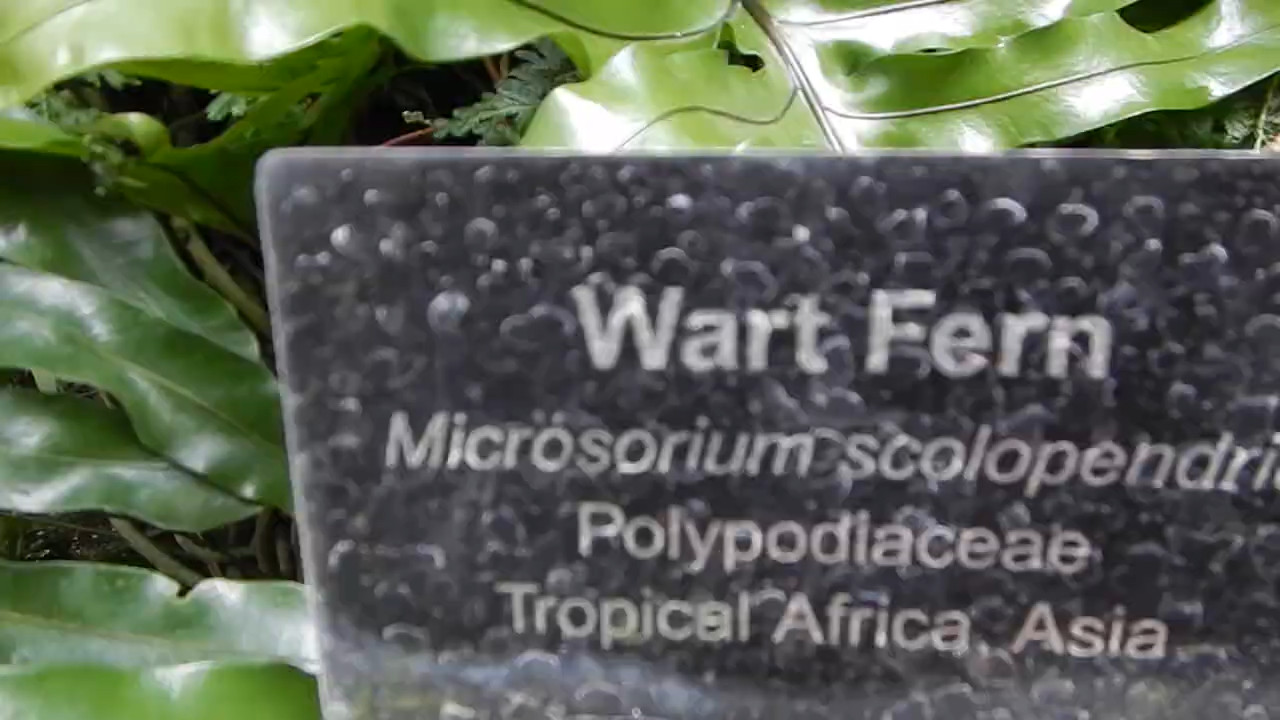 Wart Fern
Microsorium scolopendri
Polypodiaceae
Tropical Africa, Asia